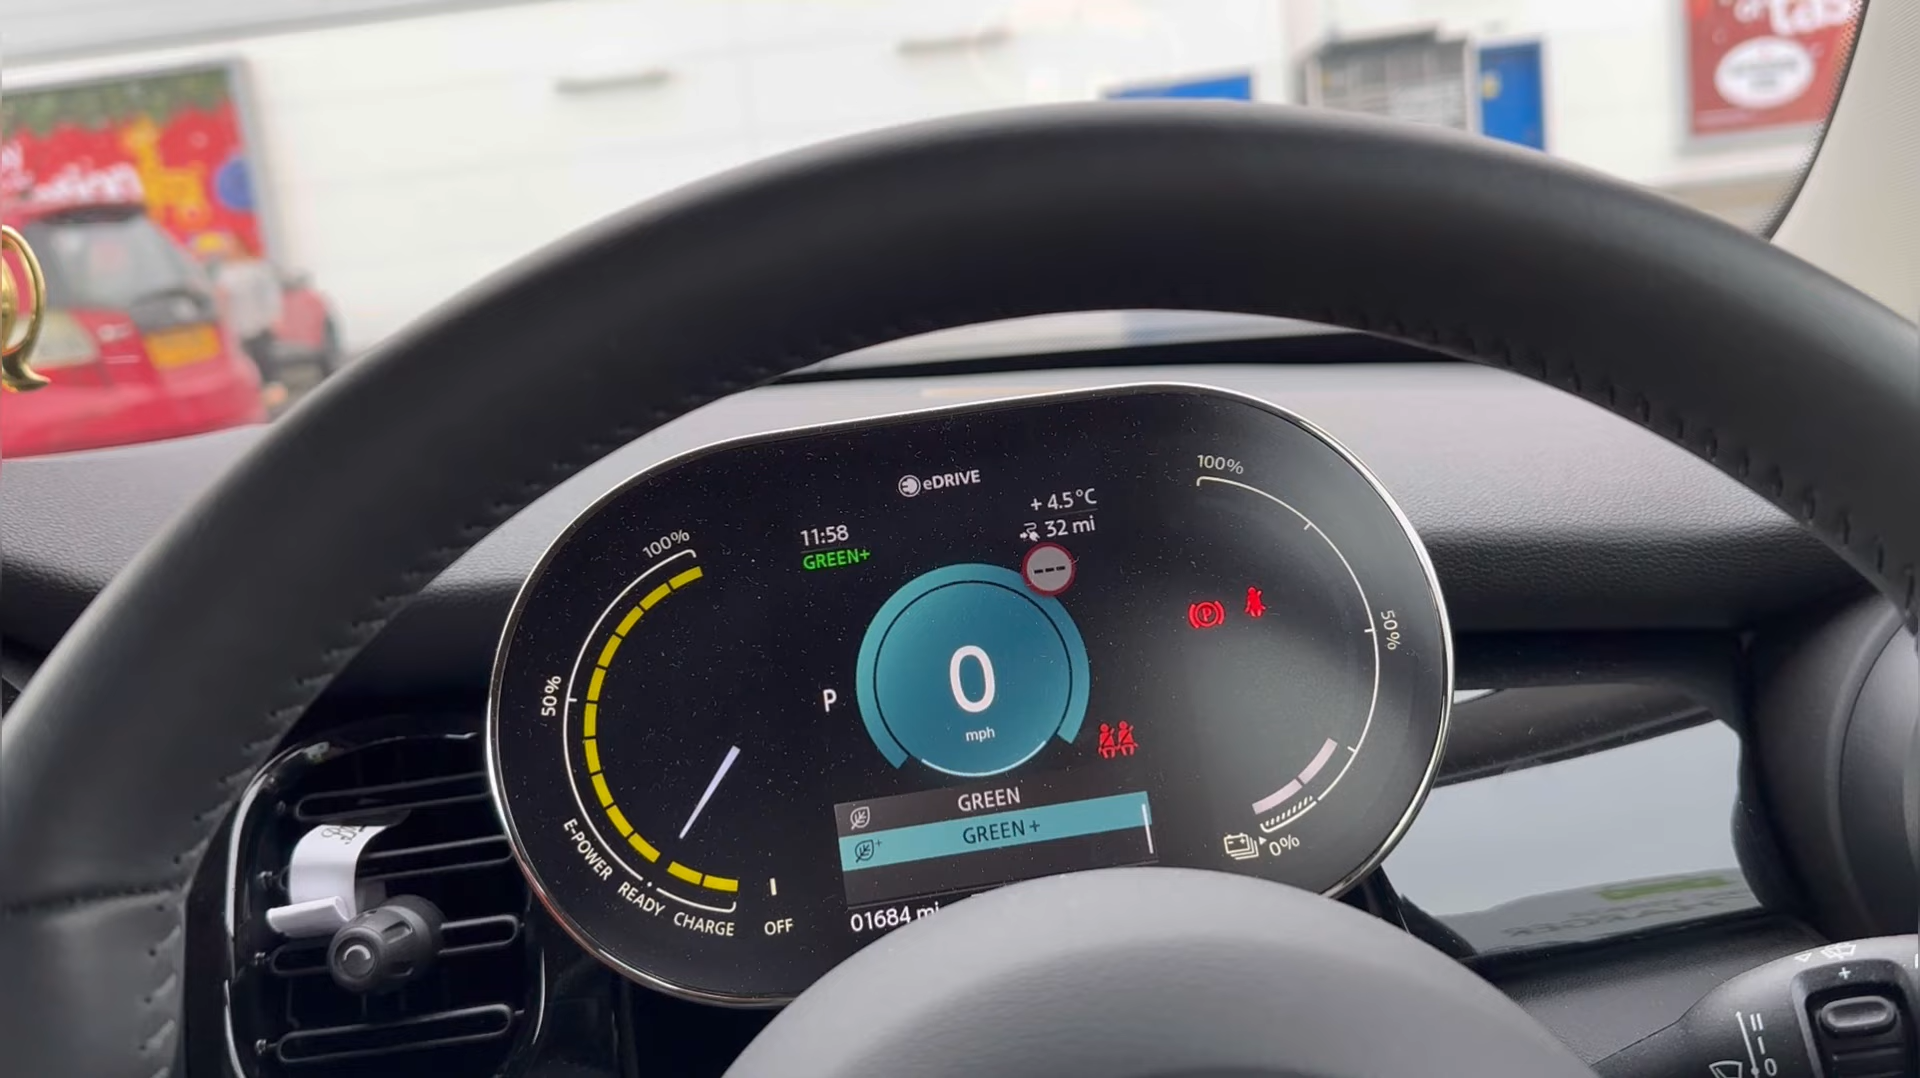 eDRIVE
+ 4.5°C
32 mi
11:58
GREEN+
100%
50%
E-POWER
READY
CHARGE
OFF
P
0
mph
---
100%
50%
0%
GREEN
GREEN+
01684 mi